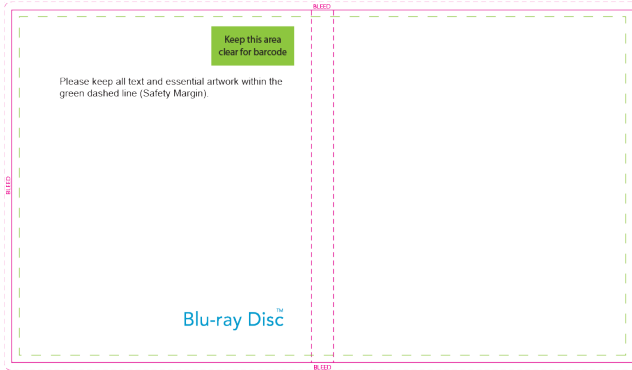 BLEED
Keep this area
clear for barcode
Please keep all text and essential artwork within the
green dashed line (Safety Margin).
BLEED
Blu-ray Disc™
BLEED